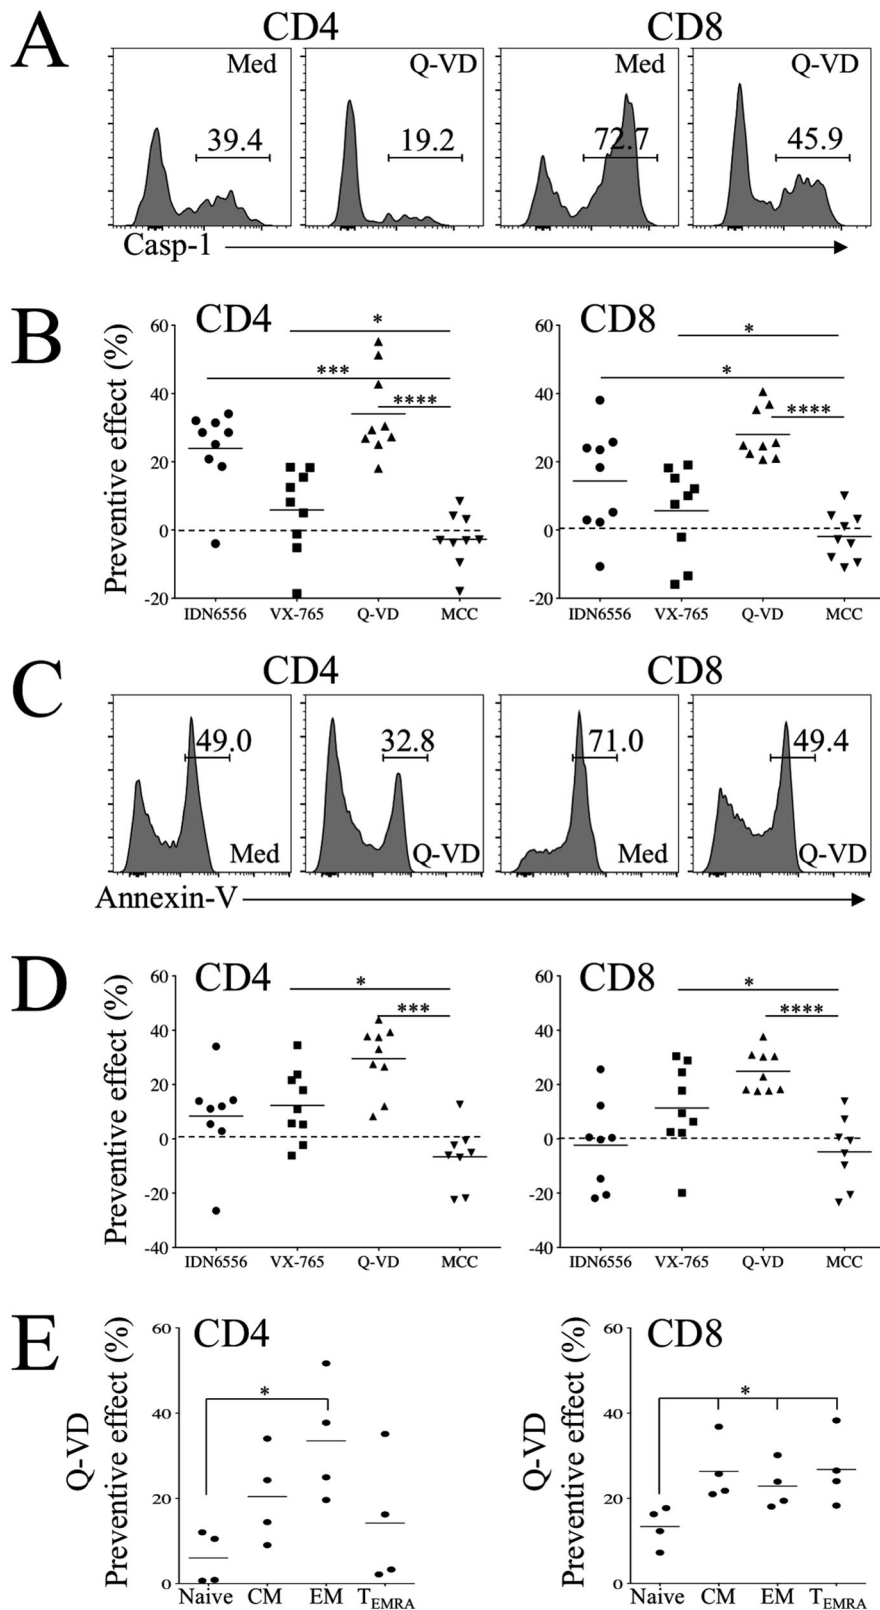 A
CD4 CD8
Med Q-VD Med Q-VD
39.4 19.2 72.7 45.9
Casp-1
B
CD4 CD8
Preventive effect (%)
60 40 20 0 -20
* *** ****
IDN6556 VX-765 Q-VD MCC
60 40 20 0 -20
* * ****
IDN6556 VX-765 Q-VD MCC
C
CD4 CD8
49.0 32.8 71.0 49.4
Med Q-VD Med Q-VD
Annexin-V
D
CD4 CD8
Preventive effect (%)
60 40 20 0 -20 -40
* ***
IDN6556 VX-765 Q-VD MCC
60 40 20 0 -20 -40
* ****
IDN6556 VX-765 Q-VD MCC
E
CD4
Q-VD
Preventive effect (%)
60 40 20 0
*
Naive CM EM TEMRA
CD8
Q-VD
Preventive effect (%)
60 40 20 0
*
Naive CM EM TEMRA